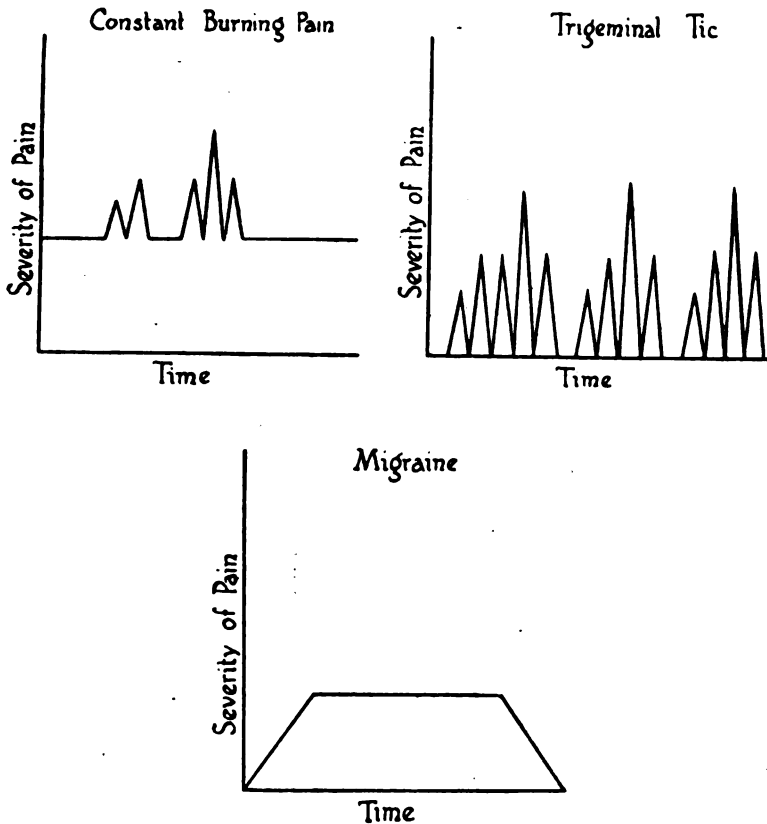 Constant Burning Pain
Severity of Pain
Time
Trigeminal Tic
Severity of Pain
Time
Migraine
Severity of Pain
Time